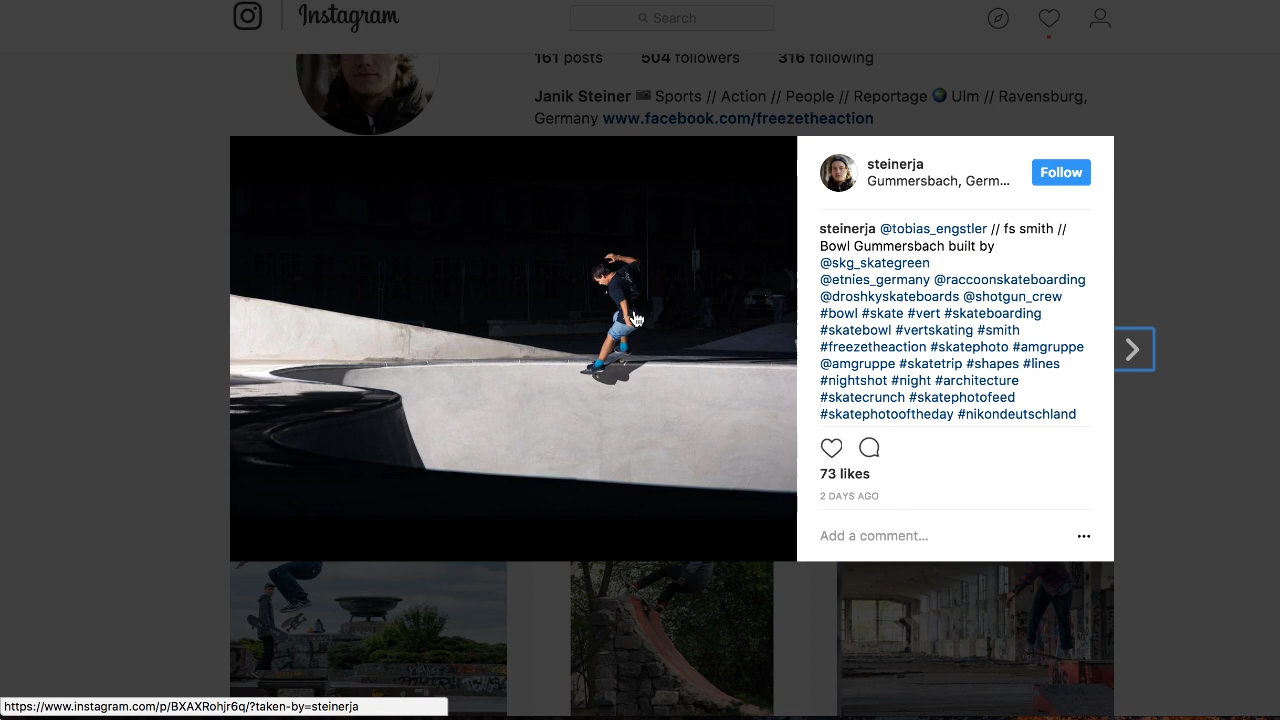 Instagram
Search
161 posts 504 followers 316 following
Janik Steiner Sports // Action // People // Reportage Ulm // Ravensburg,
Germany www.facebook.com/freezetheaction
steinerja
Gummersbach, Germ...
Follow
steinerja @tobias_engstler // fs smith //
Bowl Gummersbach built by
@skg_skategreen
@etnies_germany @raccoonskateboarding
@droshkyskateboards @shotgun_crew
#bowl #skate #vert #skateboarding
#skatebowl #vertskating #smith
#freezetheaction #skatephoto #amgruppe
@amgruppe #skatetrip #shapes #lines
#nightshot #night #architecture
#skatecrunch #skatephotofeed
#skatephotooftheday #nikondeutschland
73 likes
2 DAYS AGO
Add a comment...
https://www.instagram.com/p/BXAXRohjr6q/?taken-by=steinerja